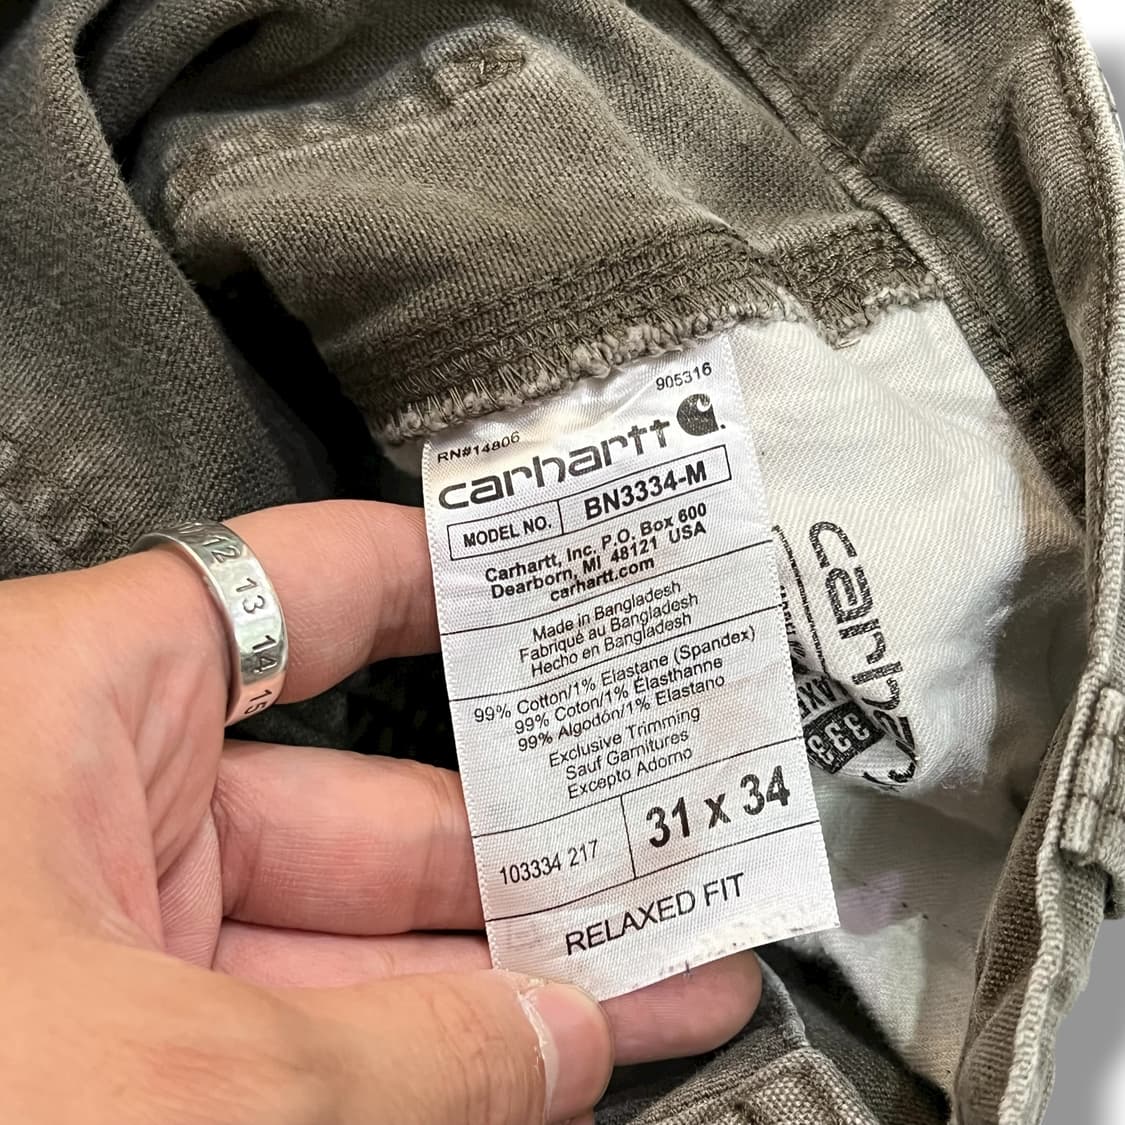 905316
RN#14806
carhartt
MODEL NO. BN3334-M
Carhartt, Inc. P.O. Box 600
Dearborn, MI 48121 USA
carhartt.com
Made in Bangladesh
Fabriqué au Bangladesh
Hecho en Bangladesh
99% Cotton/1% Elastane (Spandex)
99% Coton/1% Élasthanne
99% Algodón/1% Elastano
Exclusive Trimming
Sauf Garnitures
Excepto Adorno
103334 217
31 x 34
RELAXED FIT
12 13 14 15